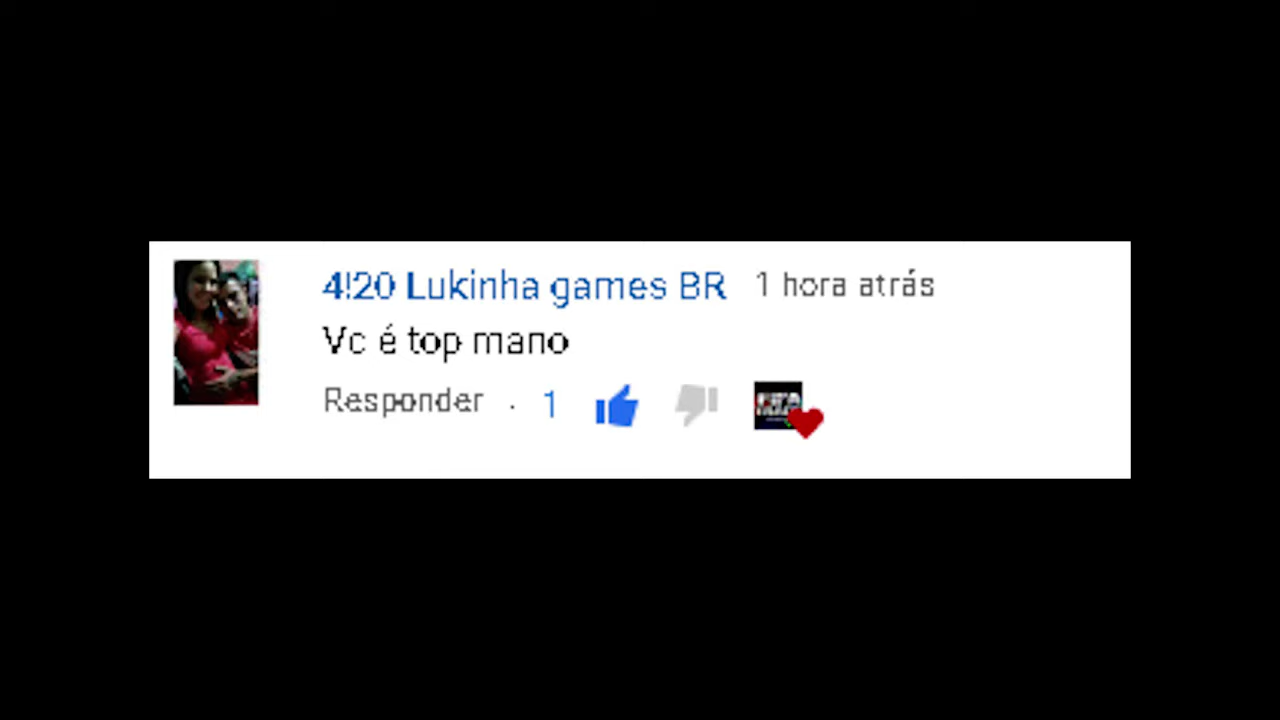 4!20 Lukinha games BR 1 hora atrás
Vc é top mano
Responder · 1